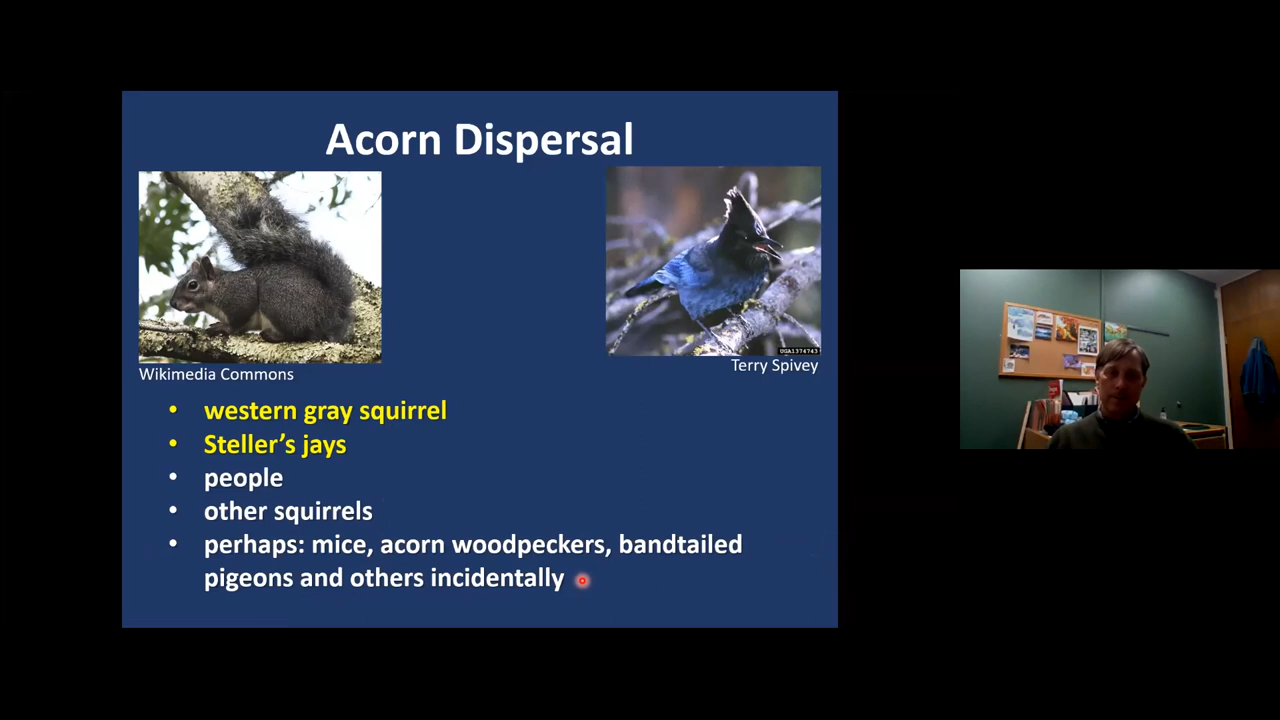 Acorn Dispersal
UGA1374743
Wikimedia Commons
Terry Spivey
• western gray squirrel
• Steller's jays
• people
• other squirrels
• perhaps: mice, acorn woodpeckers, bandtailed
pigeons and others incidentally